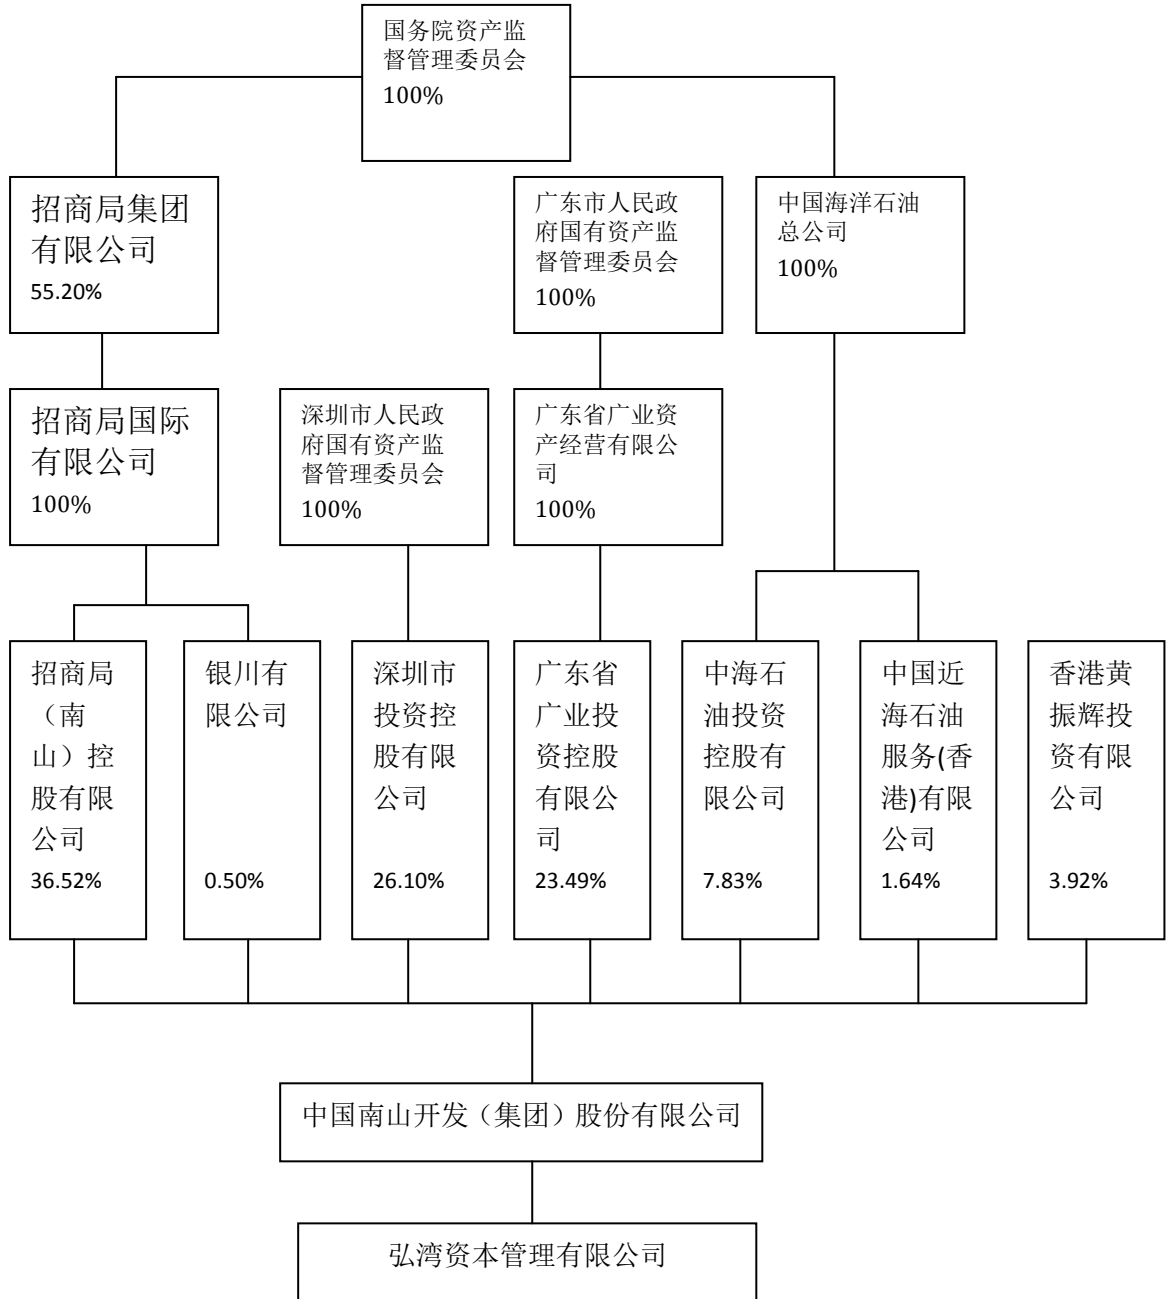 国务院资产监
督管理委员会
100%
招商局集团
有限公司
55.20%
广东市人民政
府国有资产监
督管理委员会
100%
中国海洋石油
总公司
100%
招商局国际
有限公司
100%
深圳市人民政
府国有资产监
督管理委员会
100%
广东省广业资
产经营有限公
司
100%
招商局
（南
山）控
股有限
公司
36.52%
银川有
限公司
0.50%
深圳市
投资控
股有限
公司
26.10%
广东省
广业投
资控股
有限公
司
23.49%
中海石
油投资
控股有
限公司
7.83%
中国近
海石油
服务(香
港)有限
公司
1.64%
香港黄
振辉投
资有限
公司
3.92%
中国南山开发（集团）股份有限公司
弘湾资本管理有限公司